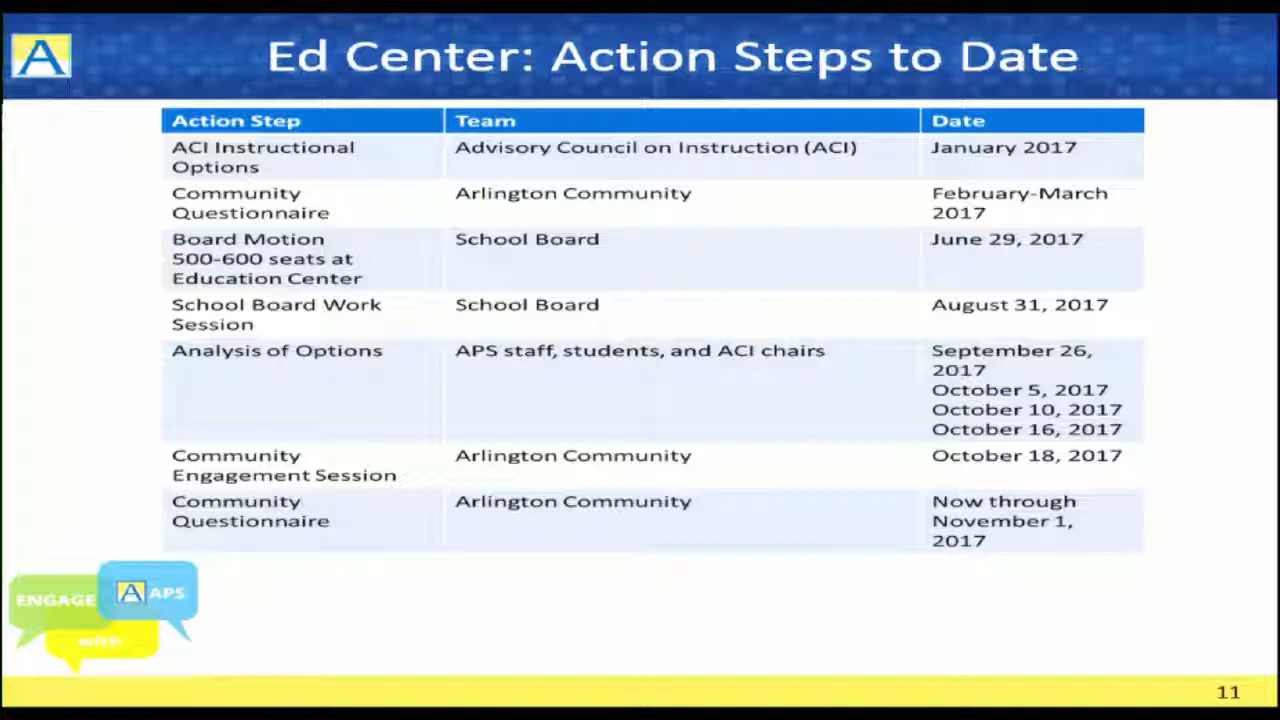 A
Ed Center: Action Steps to Date
Action Step Team Date
ACI Instructional Advisory Council on Instruction (ACI) January 2017
Options
Community Arlington Community February-March
Questionnaire 2017
Board Motion School Board June 29, 2017
500-600 seats at
Education Center
School Board Work School Board August 31, 2017
Session
Analysis of Options APS staff, students, and ACI chairs September 26,
2017
October 5, 2017
October 10, 2017
October 16, 2017
Community Arlington Community October 18, 2017
Engagement Session
Community Arlington Community Now through
Questionnaire November 1,
2017
ENGAGE A APS
with
11